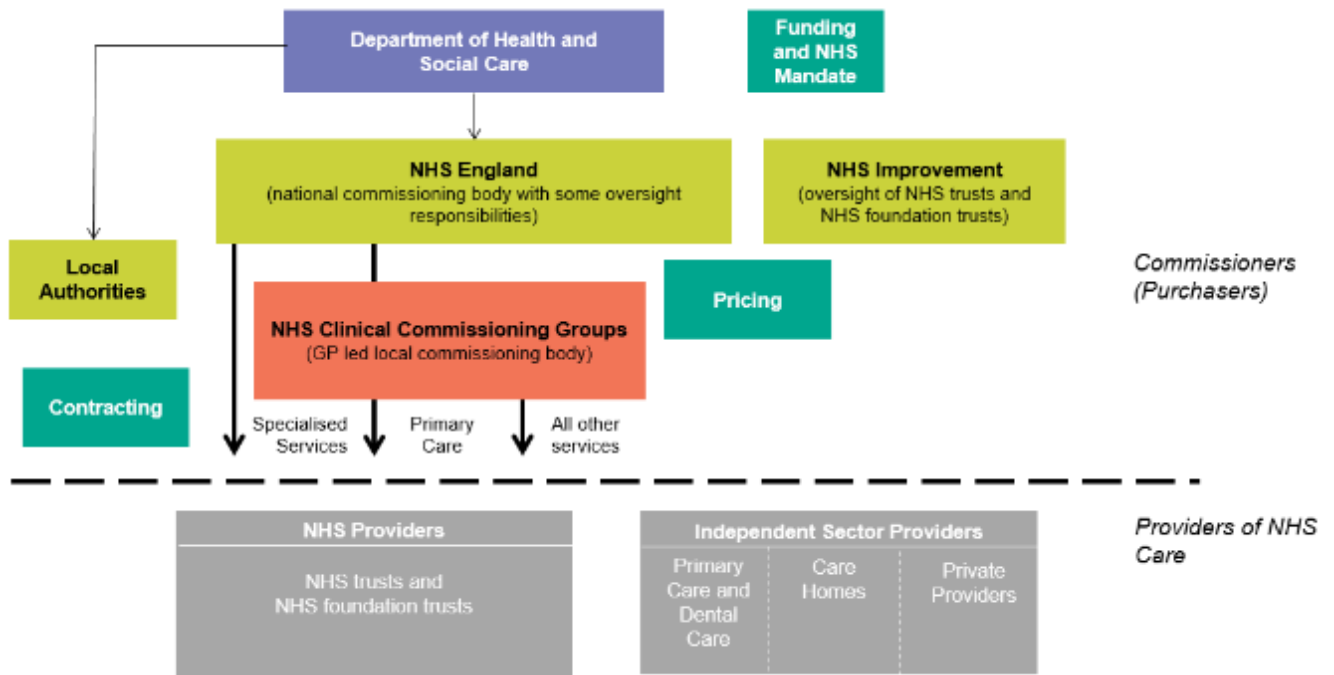 Department of Health and
Social Care
Funding
and NHS
Mandate
NHS England
(national commissioning body with some oversight
responsibilities)
NHS Improvement
(oversight of NHS trusts and
NHS foundation trusts)
Local
Authorities
Commissioners
(Purchasers)
Pricing
NHS Clinical Commissioning Groups
(GP led local commissioning body)
Contracting
Specialised
Services
Primary
Care
All other
services
NHS Providers
NHS trusts and
NHS foundation trusts
Independent Sector Providers
Primary
Care and
Dental
Care
Care
Homes
Private
Providers
Providers of NHS
Care